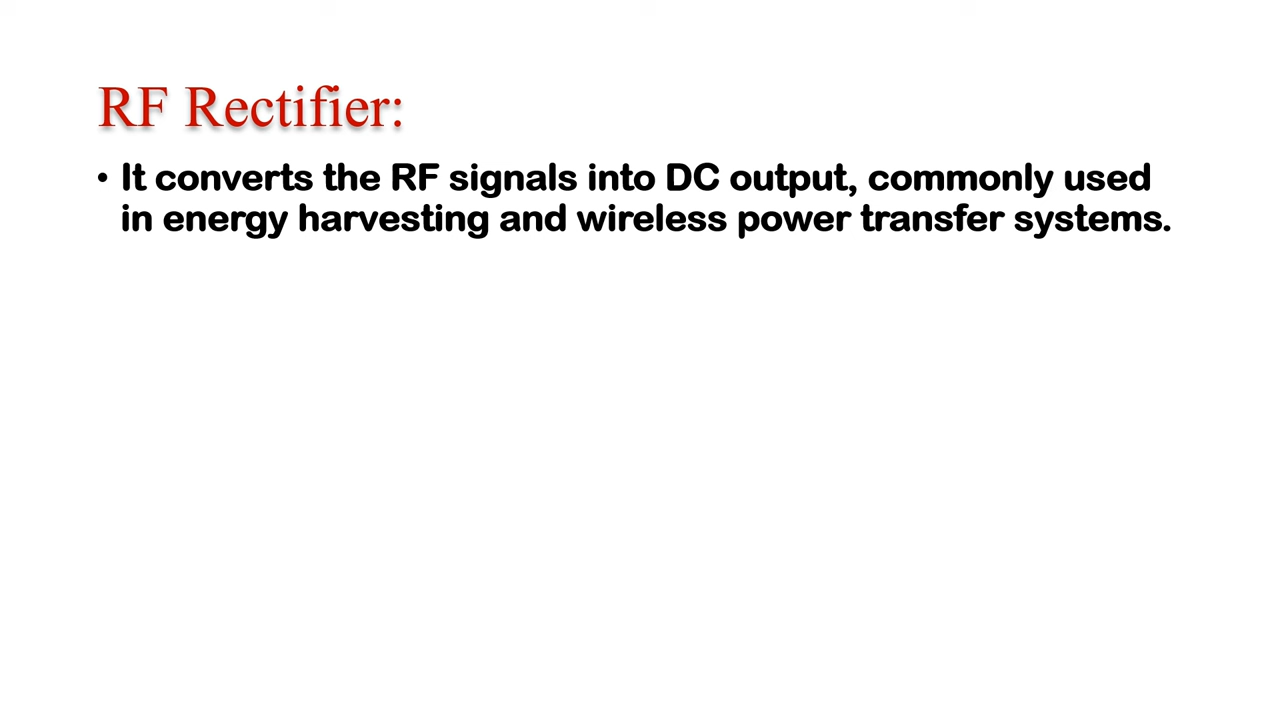 RF Rectifier:
• It converts the RF signals into DC output, commonly used
in energy harvesting and wireless power transfer systems.